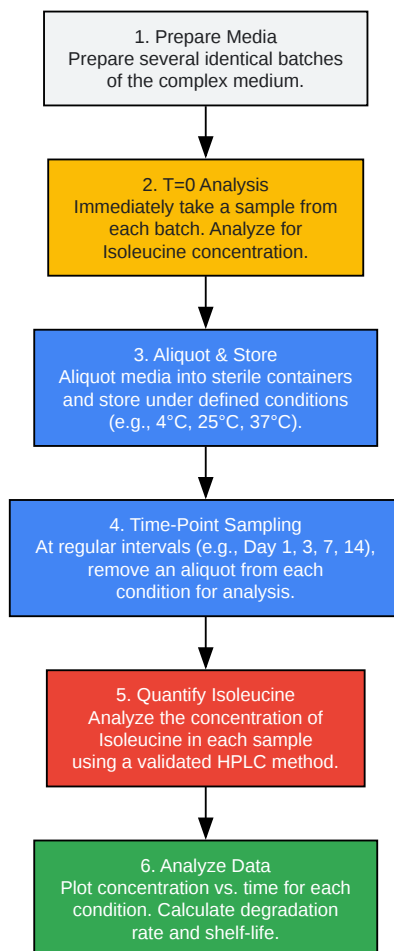 1. Prepare Media
Prepare several identical batches
of the complex medium.
2. T=0 Analysis
Immediately take a sample from
each batch. Analyze for
Isoleucine concentration.
3. Aliquot & Store
Aliquot media into sterile containers
and store under defined conditions
(e.g., 4°C, 25°C, 37°C).
4. Time-Point Sampling
At regular intervals (e.g., Day 1, 3, 7, 14),
remove an aliquot from each
condition for analysis.
5. Quantify Isoleucine
Analyze the concentration of
Isoleucine in each sample
using a validated HPLC method.
6. Analyze Data
Plot concentration vs. time for each
condition. Calculate degradation
rate and shelf-life.